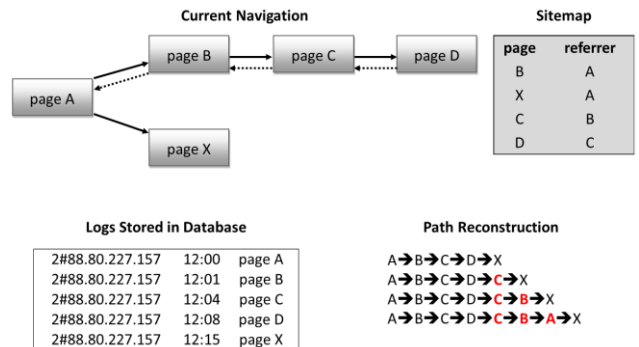 Current Navigation
page A
page B
page C
page D
page X
Sitemap
page referrer
B A
X A
C B
D C
Logs Stored in Database
2#88.80.227.157 12:00 page A
2#88.80.227.157 12:01 page B
2#88.80.227.157 12:04 page C
2#88.80.227.157 12:08 page D
2#88.80.227.157 12:15 page X
Path Reconstruction
A➔B➔C➔D➔X
A➔B➔C➔D➔C➔X
A➔B➔C➔D➔C➔B➔X
A➔B➔C➔D➔C➔B➔A➔X